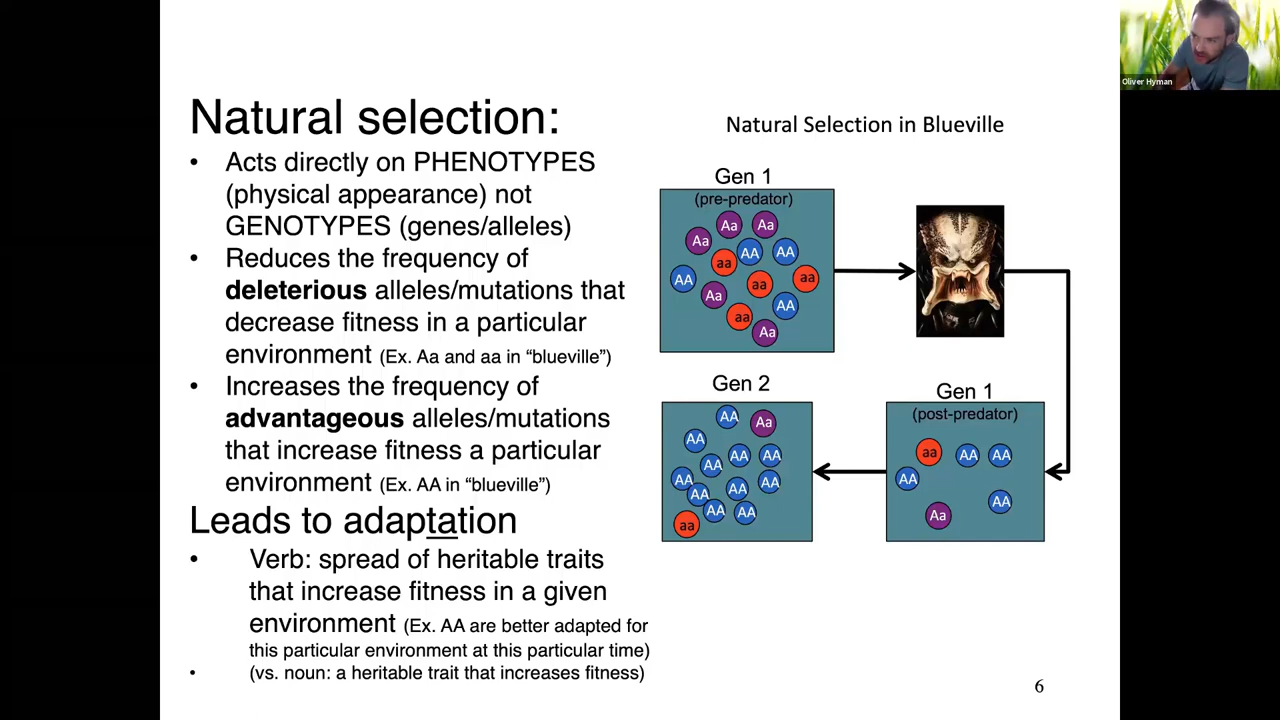 Oliver Hyman
Natural selection:
• Acts directly on PHENOTYPES
(physical appearance) not
GENOTYPES (genes/alleles)
• Reduces the frequency of
deleterious alleles/mutations that
decrease fitness in a particular
environment (Ex. Aa and aa in “blueville”)
• Increases the frequency of
advantageous alleles/mutations
that increase fitness a particular
environment (Ex. AA in “blueville”)
Leads to adaptation
• Verb: spread of heritable traits
that increase fitness in a given
environment (Ex. AA are better adapted for
this particular environment at this particular time)
• (vs. noun: a heritable trait that increases fitness)
Natural Selection in Blueville
Gen 1
(pre-predator)
Aa Aa
Aa AA AA
aa
AA aa aa
Aa AA
aa
Aa
Gen 2
AA Aa
AA
AA AA AA
AA AA AA
AA
AA AA
aa
Gen 1
(post-predator)
aa AA AA
AA
AA
Aa
6